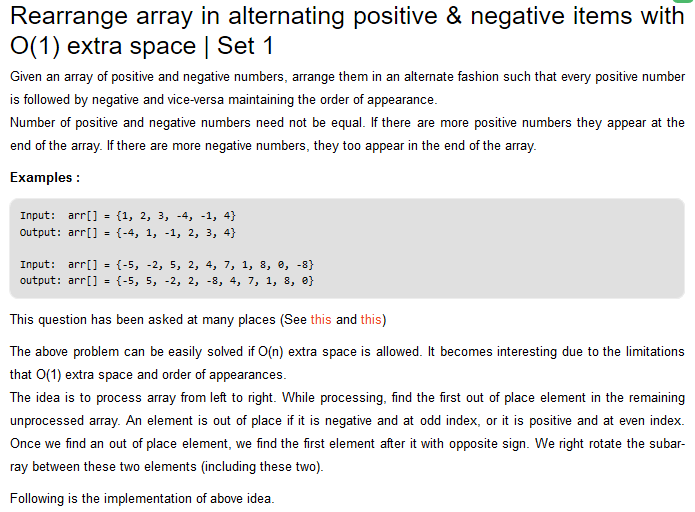 Rearrange array in alternating positive & negative items with
O(1) extra space | Set 1
Given an array of positive and negative numbers, arrange them in an alternate fashion such that every positive number
is followed by negative and vice-versa maintaining the order of appearance.
Number of positive and negative numbers need not be equal. If there are more positive numbers they appear at the
end of the array. If there are more negative numbers, they too appear in the end of the array.
Examples :
Input:  arr[] = {1, 2, 3, -4, -1, 4}
Output: arr[] = {-4, 1, -1, 2, 3, 4}
Input:  arr[] = {-5, -2, 5, 2, 4, 7, 1, 8, 0, -8}
output: arr[] = {-5, 5, -2, 2, -8, 4, 7, 1, 8, 0}
This question has been asked at many places (See this and this)
The above problem can be easily solved if O(n) extra space is allowed. It becomes interesting due to the limitations
that O(1) extra space and order of appearances.
The idea is to process array from left to right. While processing, find the first out of place element in the remaining
unprocessed array. An element is out of place if it is negative and at odd index, or it is positive and at even index.
Once we find an out of place element, we find the first element after it with opposite sign. We right rotate the subar-
ray between these two elements (including these two).
Following is the implementation of above idea.